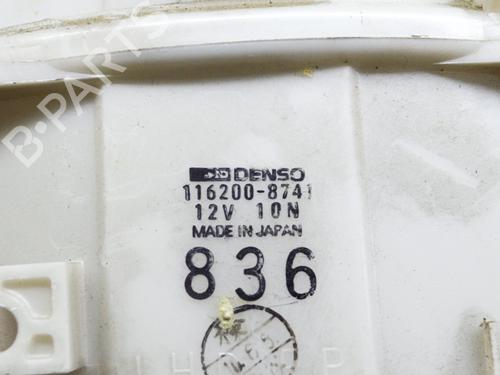 B-PARTS
DENSO
116200-8741
12V 10N
MADE IN JAPAN
836